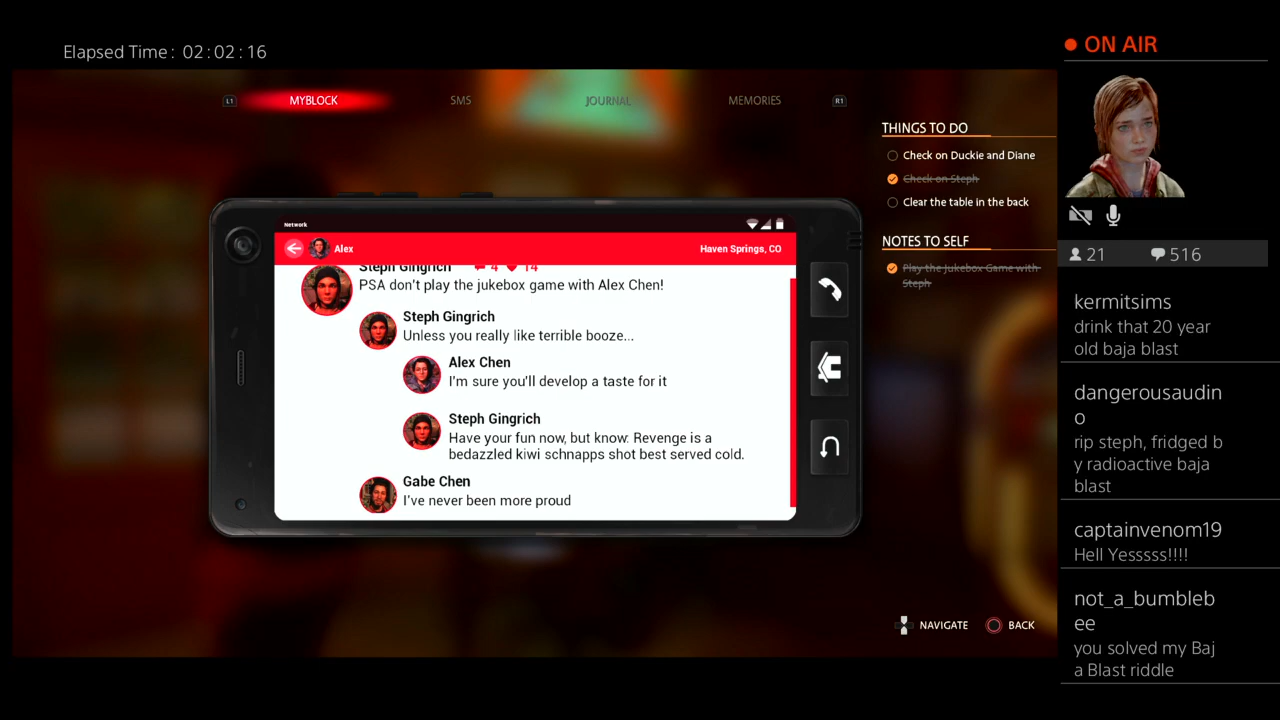 Elapsed Time: 02:02:16
ON AIR
L1
MYBLOCK
SMS
JOURNAL
MEMORIES
R1
THINGS TO DO
Check on Duckie and Diane
Check on Steph
Clear the table in the back
NOTES TO SELF
Play the Jukebox Game with
Steph
Network
Alex
Haven Springs, CO
Steph Gingrich 4 14
PSA don't play the jukebox game with Alex Chen!
Steph Gingrich
Unless you really like terrible booze...
Alex Chen
I'm sure you'll develop a taste for it
Steph Gingrich
Have your fun now, but know: Revenge is a
bedazzled kiwi schnapps shot best served cold.
Gabe Chen
I've never been more proud
NAVIGATE
BACK
21
516
kermitsims
drink that 20 year
old baja blast
dangerousaudin
o
rip steph, fridged b
y radioactive baja
blast
captainvenom19
Hell Yesssss!!!!
not_a_bumbleb
ee
you solved my Baj
a Blast riddle